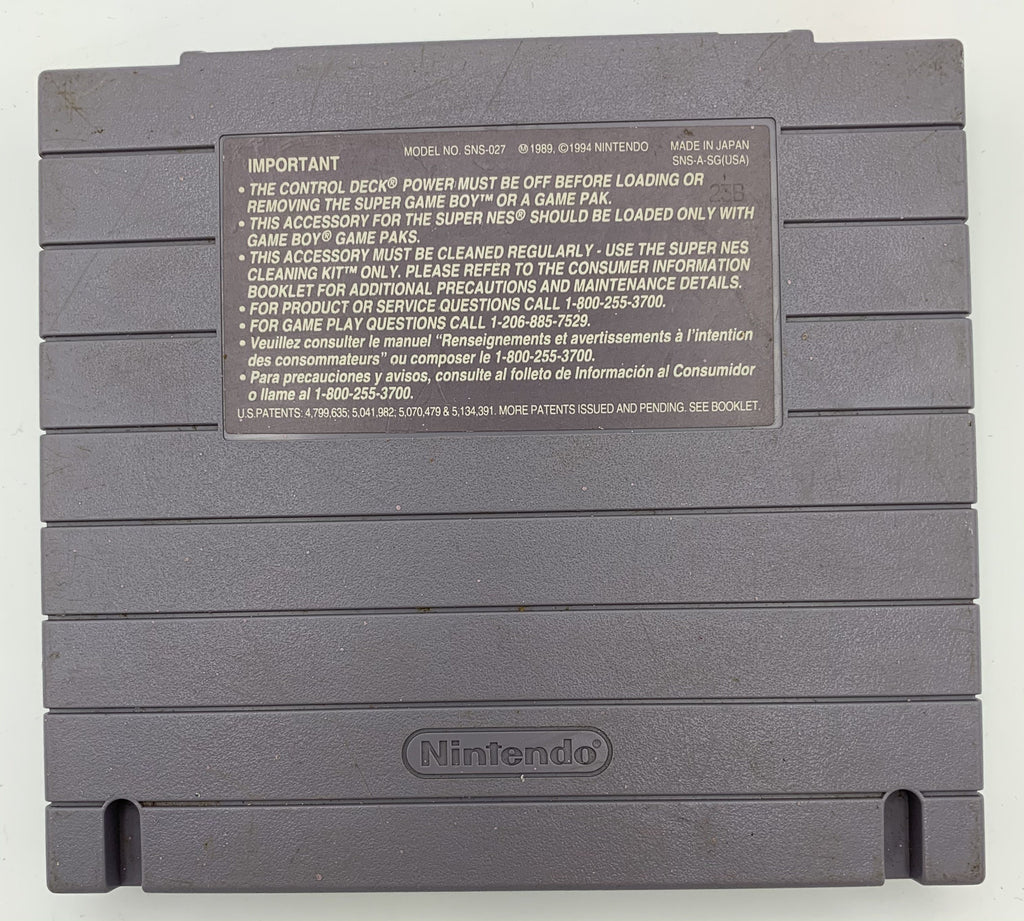 MODEL NO. SNS-027 Ⓜ1989, ©1994 NINTENDO MADE IN JAPAN
IMPORTANT SNS-A-SG(USA)
• THE CONTROL DECK® POWER MUST BE OFF BEFORE LOADING OR
REMOVING THE SUPER GAME BOY™ OR A GAME PAK.
23B
• THIS ACCESSORY FOR THE SUPER NES® SHOULD BE LOADED ONLY WITH
GAME BOY® GAME PAKS.
• THIS ACCESSORY MUST BE CLEANED REGULARLY - USE THE SUPER NES
CLEANING KIT™ ONLY. PLEASE REFER TO THE CONSUMER INFORMATION
BOOKLET FOR ADDITIONAL PRECAUTIONS AND MAINTENANCE DETAILS.
• FOR PRODUCT OR SERVICE QUESTIONS CALL 1-800-255-3700.
• FOR GAME PLAY QUESTIONS CALL 1-206-885-7529.
• Veuillez consulter le manuel “Renseignements et avertissements à l’intention
des consommateurs” ou composer le 1-800-255-3700.
• Para precauciones y avisos, consulte al folleto de Información al Consumidor
o llame al 1-800-255-3700.
U.S.PATENTS: 4,799,635; 5,041,982; 5,070,479 & 5,134,391. MORE PATENTS ISSUED AND PENDING. SEE BOOKLET.
Nintendo®